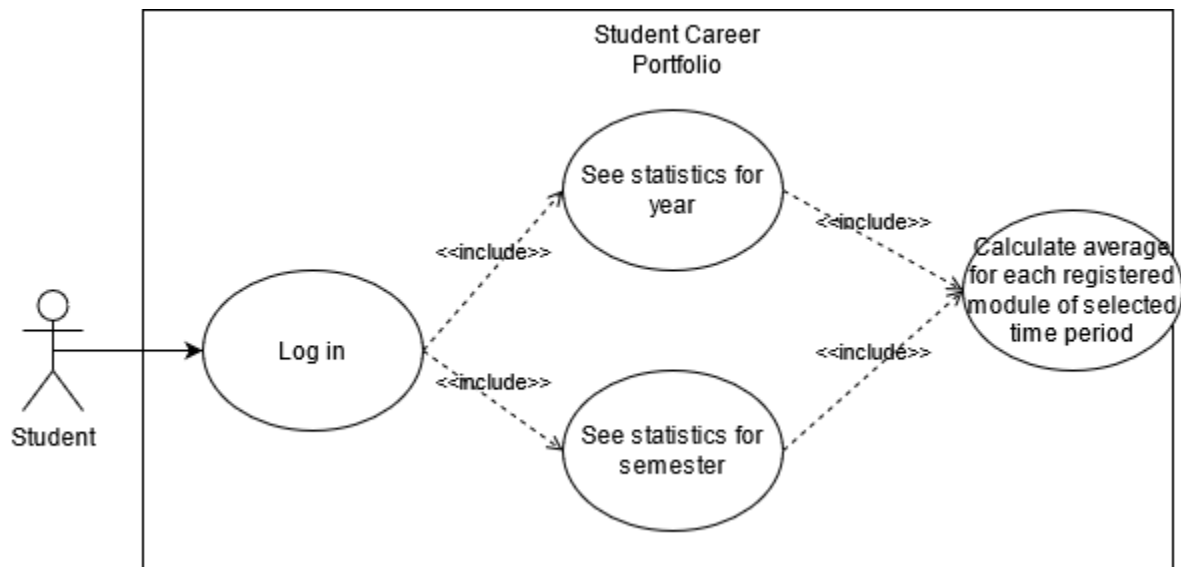 Student Career
Portfolio
See statistics for
year
<<include>>
<<include>>
Calculate average
for each registered
module of selected
time period
Log in
<<include>>
<<include>>
Student
See statistics for
semester